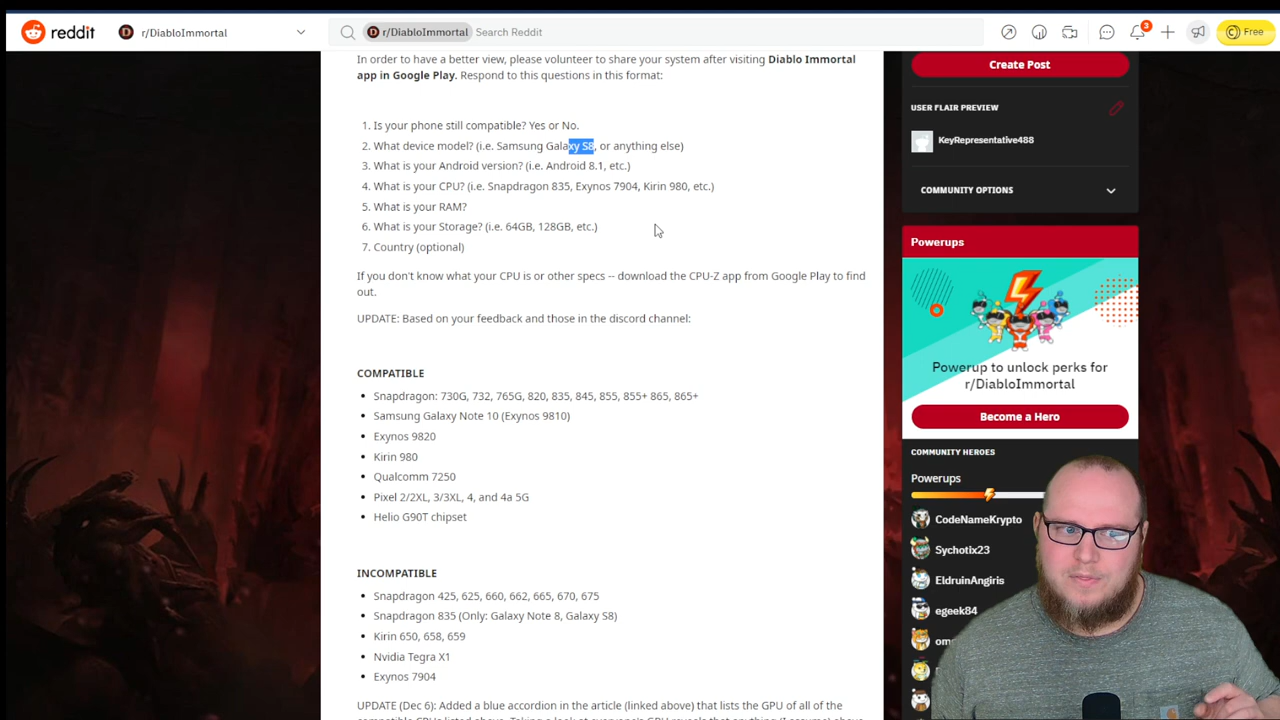 reddit
r/DiabloImmortal
r/DiabloImmortal Search Reddit
3
Free
In order to have a better view, please volunteer to share your system after visiting Diablo Immortal
app in Google Play. Respond to this questions in this format:
1. Is your phone still compatible? Yes or No.
2. What device model? (i.e. Samsung Galaxy S8, or anything else)
3. What is your Android version? (i.e. Android 8.1, etc.)
4. What is your CPU? (i.e. Snapdragon 835, Exynos 7904, Kirin 980, etc.)
5. What is your RAM?
6. What is your Storage? (i.e. 64GB, 128GB, etc.)
7. Country (optional)
If you don't know what your CPU is or other specs -- download the CPU-Z app from Google Play to find
out.
UPDATE: Based on your feedback and those in the discord channel:
COMPATIBLE
• Snapdragon: 730G, 732, 765G, 820, 835, 845, 855, 855+ 865, 865+
• Samsung Galaxy Note 10 (Exynos 9810)
• Exynos 9820
• Kirin 980
• Qualcomm 7250
• Pixel 2/2XL, 3/3XL, 4, and 4a 5G
• Helio G90T chipset
INCOMPATIBLE
• Snapdragon 425, 625, 660, 662, 665, 670, 675
• Snapdragon 835 (Only: Galaxy Note 8, Galaxy S8)
• Kirin 650, 658, 659
• Nvidia Tegra X1
• Exynos 7904
UPDATE (Dec 6): Added a blue accordion in the article (linked above) that lists the GPU of all of the
Create Post
USER FLAIR PREVIEW
KeyRepresentative488
COMMUNITY OPTIONS
Powerups
Powerup to unlock perks for
r/DiabloImmortal
Become a Hero
COMMUNITY HEROES
Powerups
CodeNameKrypto
Sychotix23
EldruinAngiris
egeek84